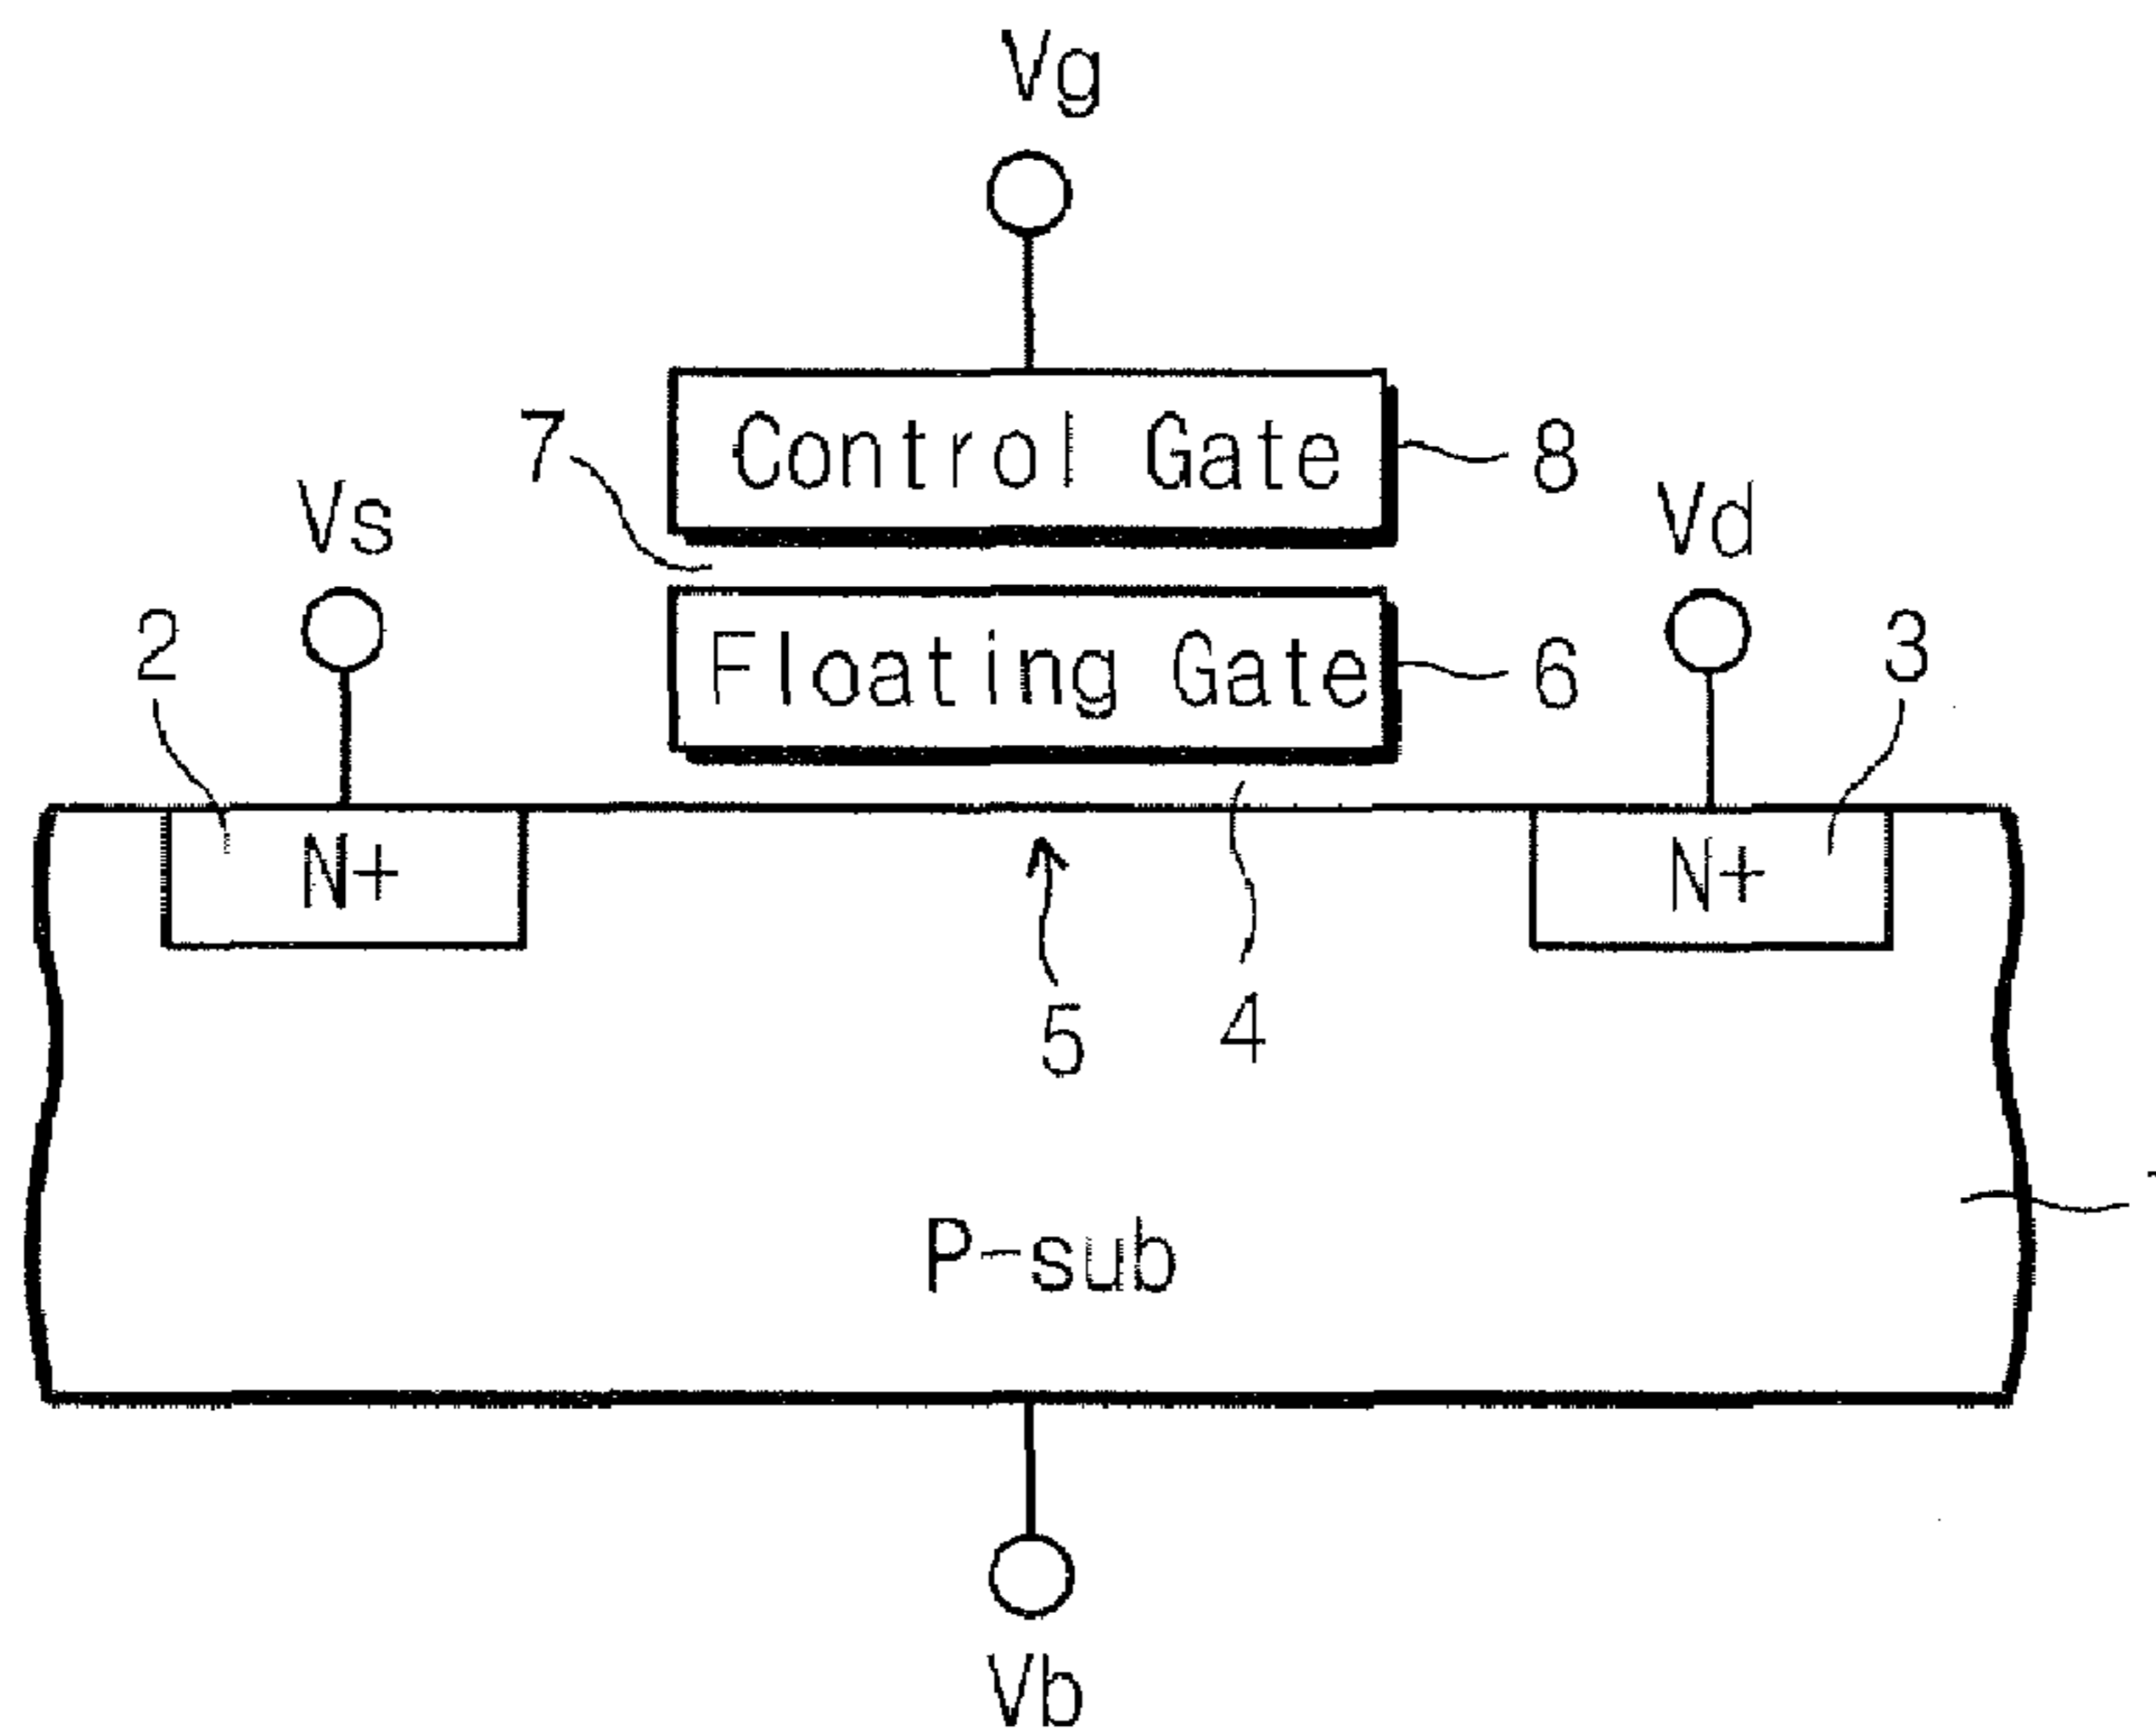 Vg
7 Control Gate 8
Vs Vd
2 Floating Gate 6 3
N+ N+
5 4
P-sub
Vb